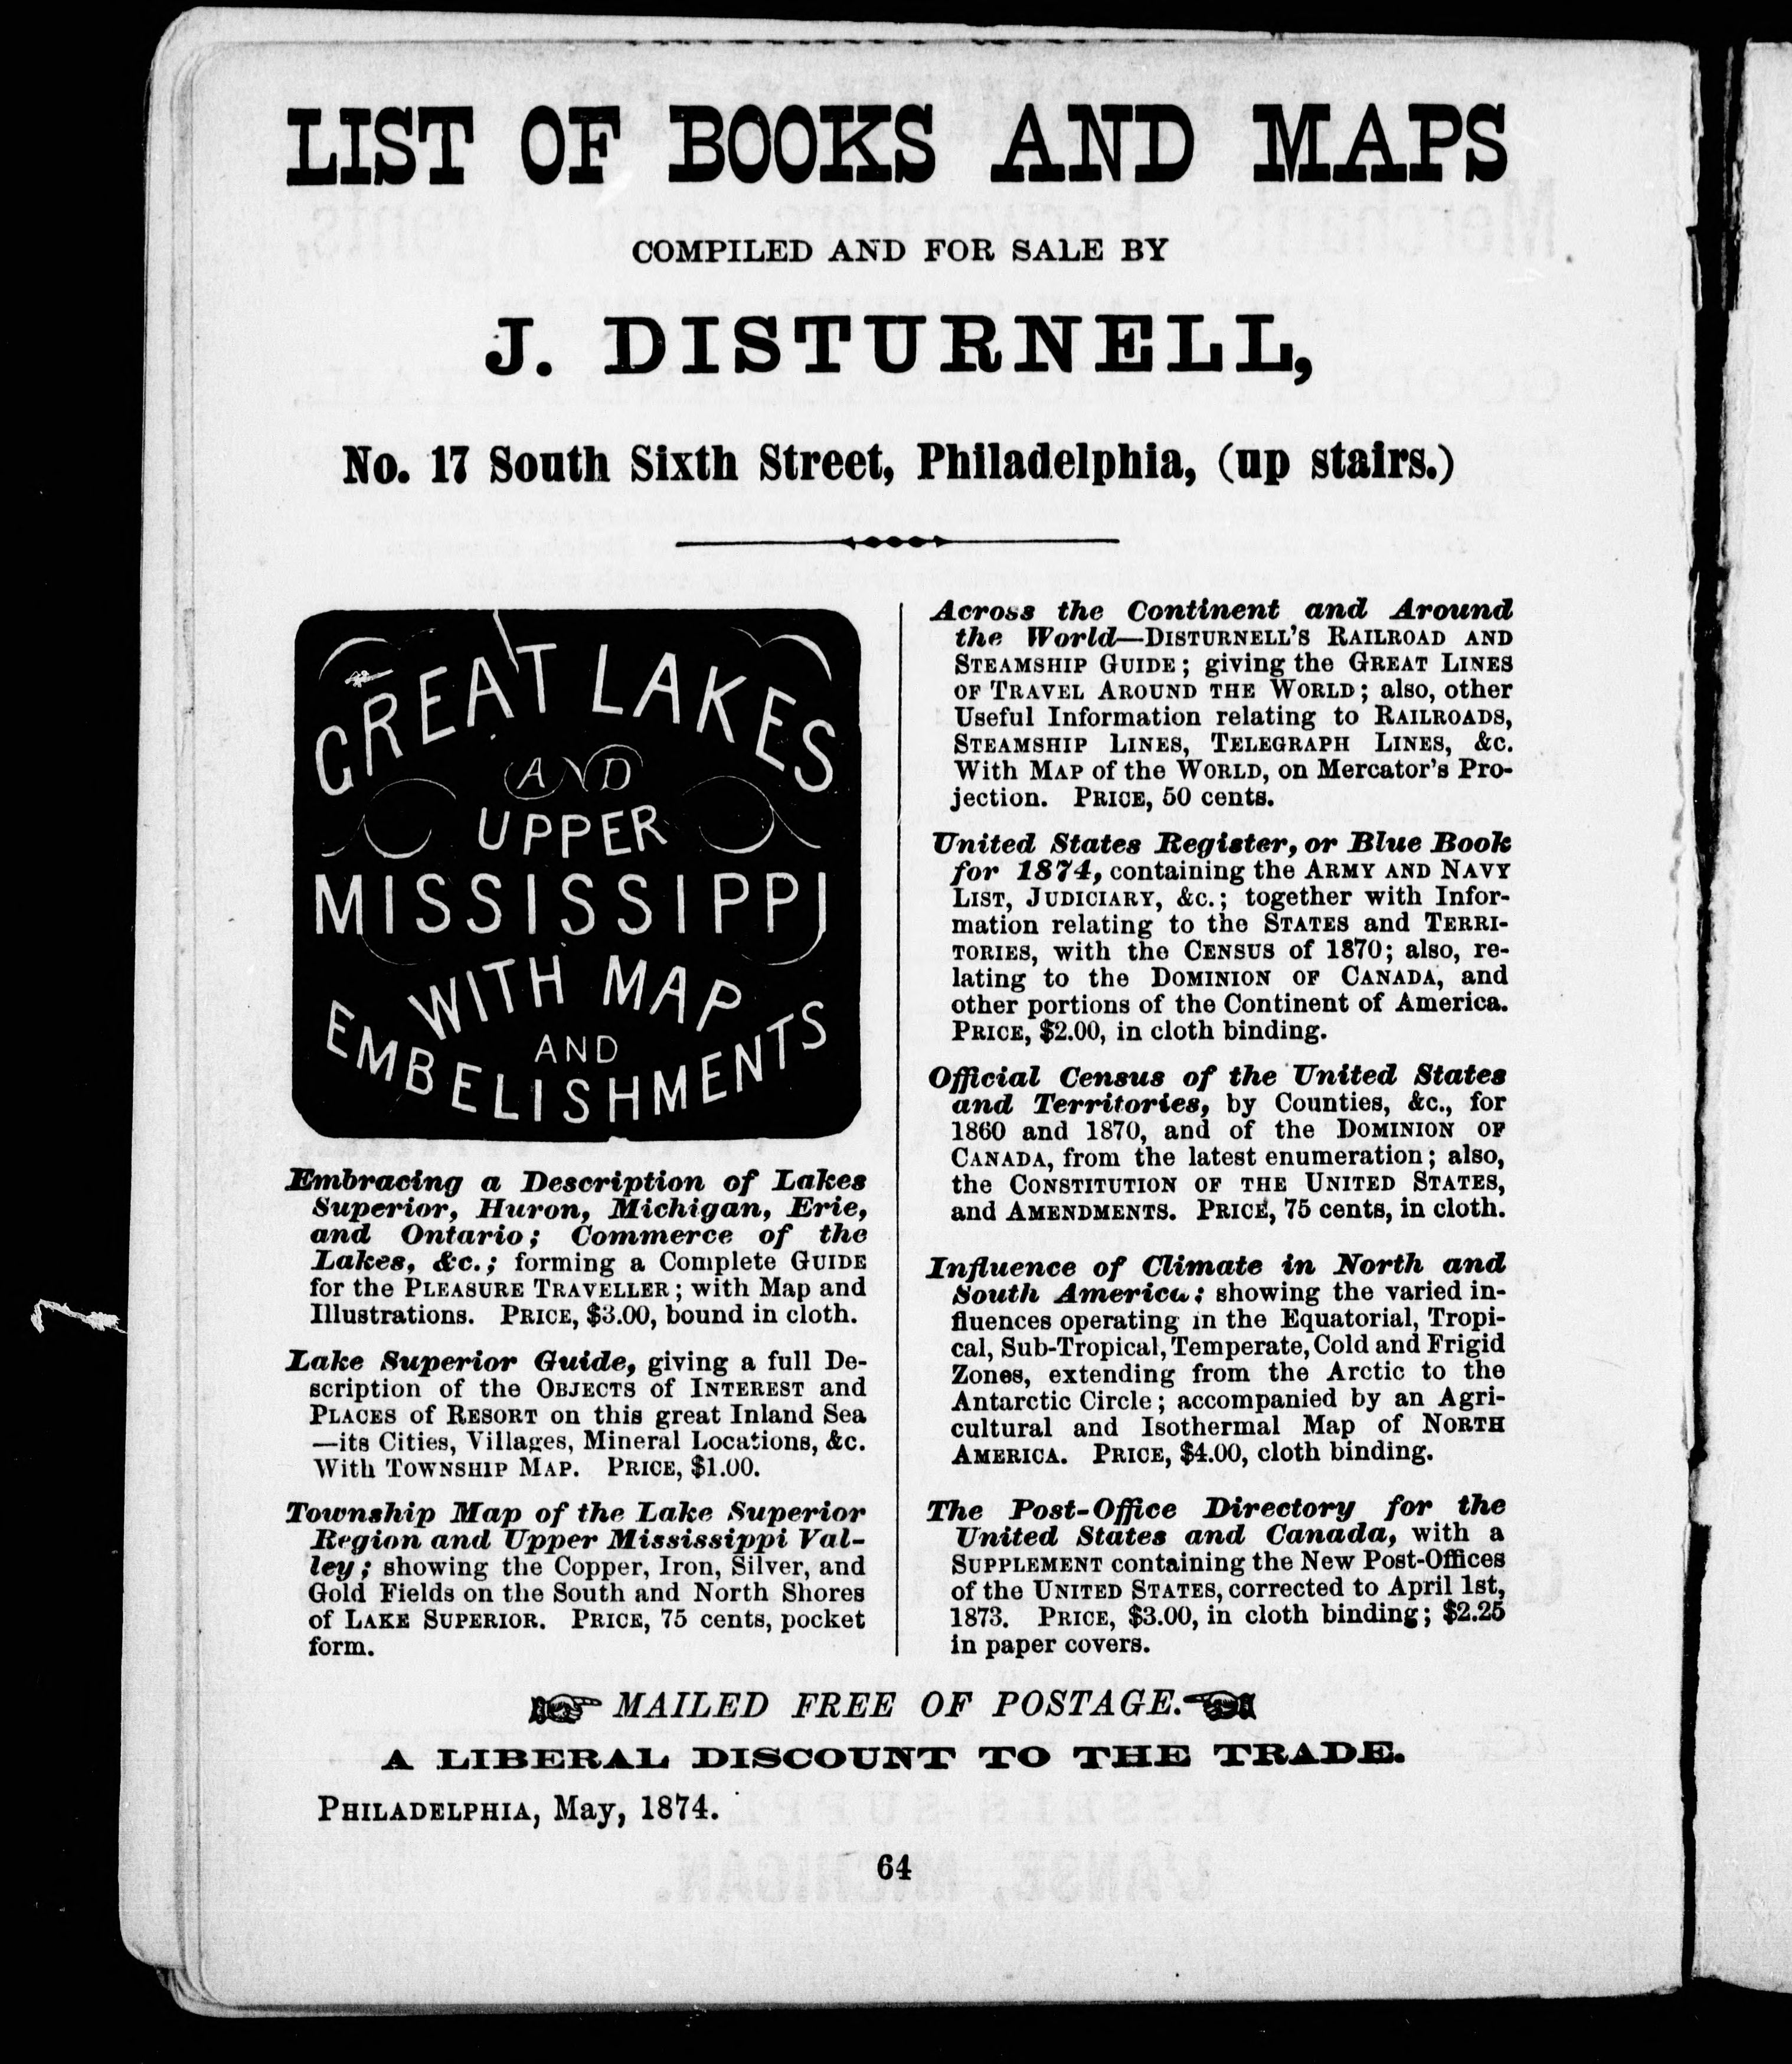 LIST OF BOOKS AND MAPS
COMPILED AND FOR SALE BY
J. DISTURNELL,
No. 17 South Sixth Street, Philadelphia, (up stairs.)
GREAT LAKES
AND
UPPER
MISSISSIPPI
WITH MAP
AND
EMBELISHMENTS
Embracing a Description of Lakes
Superior, Huron, Michigan, Erie,
and Ontario; Commerce of the
Lakes, &c.; forming a Complete GUIDE
for the PLEASURE TRAVELLER; with Map and
Illustrations. PRICE, $3.00, bound in cloth.
Lake Superior Guide, giving a full De-
scription of the OBJECTS of INTEREST and
PLACES of RESORT on this great Inland Sea
—its Cities, Villages, Mineral Locations, &c.
With TOWNSHIP MAP. PRICE, $1.00.
Township Map of the Lake Superior
Region and Upper Mississippi Val-
ley; showing the Copper, Iron, Silver, and
Gold Fields on the South and North Shores
of LAKE SUPERIOR. PRICE, 75 cents, pocket
form.
Across the Continent and Around
the World—DISTURNELL'S RAILROAD AND
STEAMSHIP GUIDE; giving the GREAT LINES
OF TRAVEL AROUND THE WORLD; also, other
Useful Information relating to RAILROADS,
STEAMSHIP LINES, TELEGRAPH LINES, &c.
With MAP of the WORLD, on Mercator's Pro-
jection. PRICE, 50 cents.
United States Register, or Blue Book
for 1874, containing the ARMY AND NAVY
LIST, JUDICIARY, &c.; together with Infor-
mation relating to the STATES and TERRI-
TORIES, with the CENSUS of 1870; also, re-
lating to the DOMINION OF CANADA, and
other portions of the Continent of America.
PRICE, $2.00, in cloth binding.
Official Census of the United States
and Territories, by Counties, &c., for
1860 and 1870, and of the DOMINION OF
CANADA, from the latest enumeration; also,
the CONSTITUTION OF THE UNITED STATES,
and AMENDMENTS. PRICE, 75 cents, in cloth.
Influence of Climate in North and
South America; showing the varied in-
fluences operating in the Equatorial, Tropi-
cal, Sub-Tropical, Temperate, Cold and Frigid
Zones, extending from the Arctic to the
Antarctic Circle; accompanied by an Agri-
cultural and Isothermal Map of NORTH
AMERICA. PRICE, $4.00, cloth binding.
The Post-Office Directory for the
United States and Canada, with a
SUPPLEMENT containing the New Post-Offices
of the UNITED STATES, corrected to April 1st,
1873. PRICE, $3.00, in cloth binding; $2.25
in paper covers.
MAILED FREE OF POSTAGE.
A LIBERAL DISCOUNT TO THE TRADE.
PHILADELPHIA, May, 1874.
64